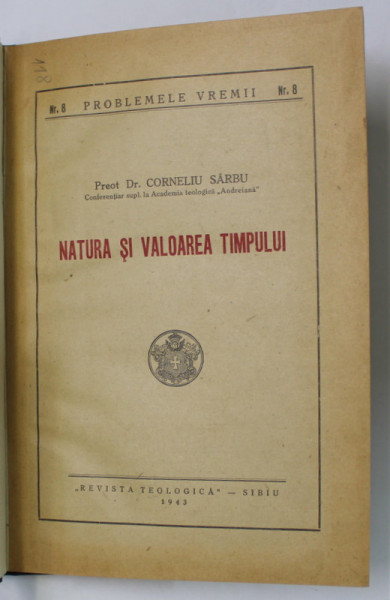 118
Nr. 8 PROBLEMELE VREMII Nr. 8
Preot Dr. CORNELIU SÂRBU
Conferențiar supl. la Academia teologică „Andreiană“
NATURA ȘI VALOAREA TIMPULUI
„REVISTA TEOLOGICĂ“ — SIBIU
1943